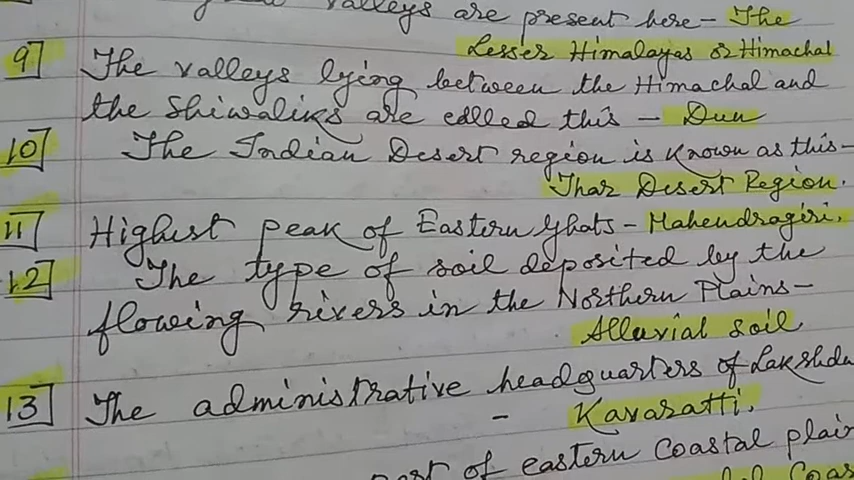 valleys are present here - The
Lesser Himalayas or Himachal
9] The valleys lying between the Himachal and
the Shiwaliks are called this - Dun
10] The Indian Desert region is known as this -
Thar Desert Region.
11] Highest peak of Eastern Ghats - Mahendragiri.
12] The type of soil deposited by the
flowing rivers in the Northern Plains -
Alluvial soil
13] The administrative headquarters of Lakshdw
- Kavaratti.
part of eastern coastal plain
Coas